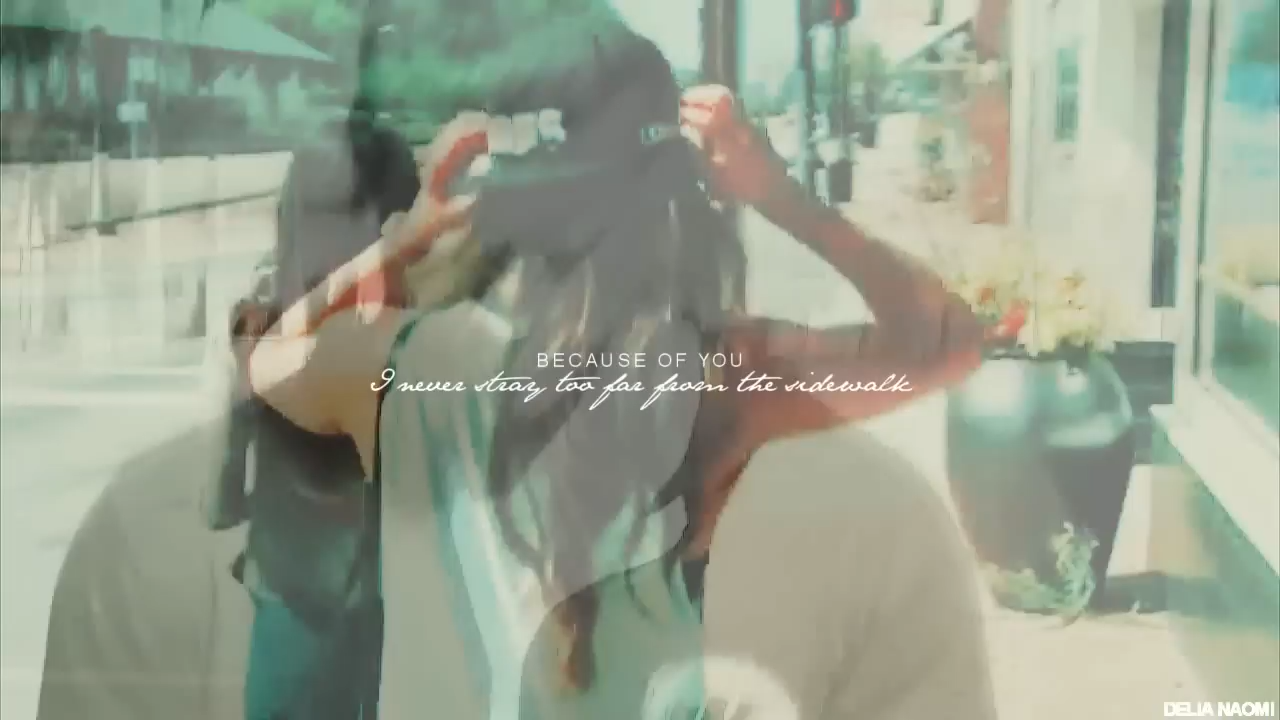 BECAUSE OF YOU
I never stray too far from the sidewalk
DELIA NAOMI